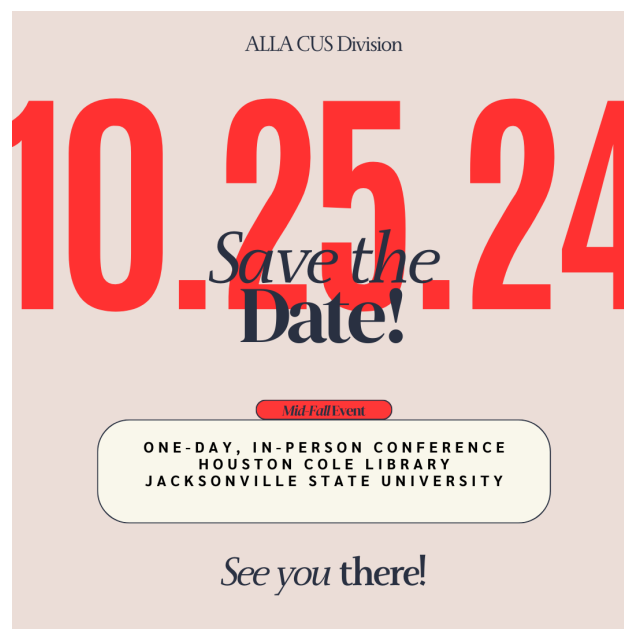 ALLA CUS Division
10.25.24
Save the
Date!
Mid-Fall Event
ONE-DAY, IN-PERSON CONFERENCE
HOUSTON COLE LIBRARY
JACKSONVILLE STATE UNIVERSITY
See you there!